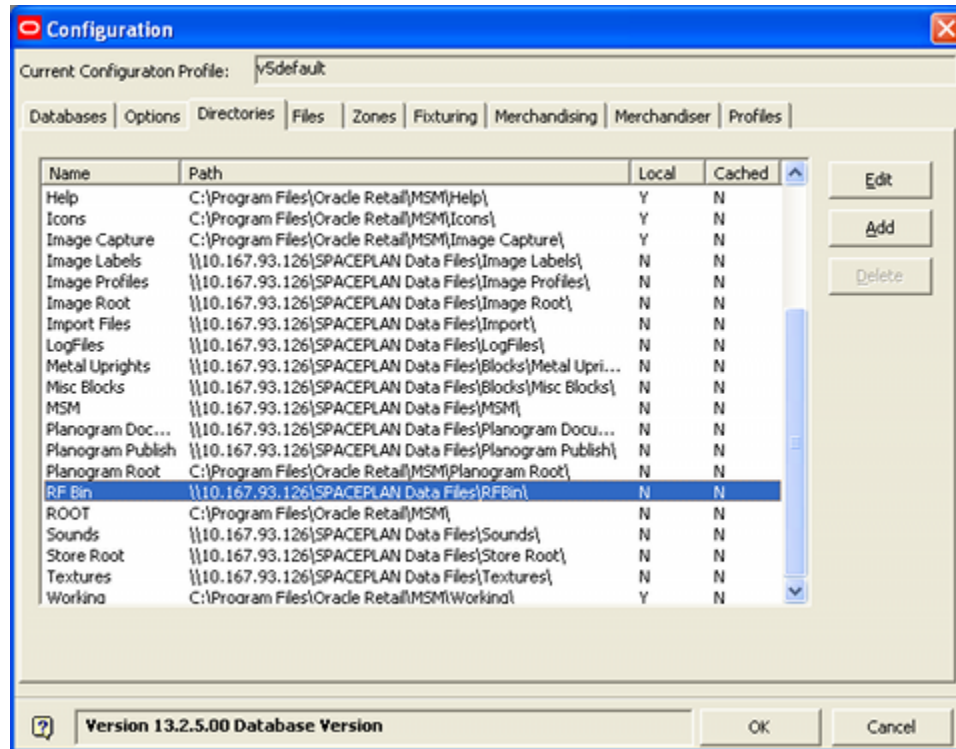 Configuration
Current Configuraton Profile: v5default
Databases Options Directories Files Zones Fixturing Merchandising Merchandiser Profiles
Name Path Local Cached
Help C:\Program Files\Oracle Retail\MSM\Help\ Y N
Icons C:\Program Files\Oracle Retail\MSM\Icons\ Y N
Image Capture C:\Program Files\Oracle Retail\MSM\Image Capture\ Y N
Image Labels \\10.167.93.126\SPACEPLAN Data Files\Image Labels\ N N
Image Profiles \\10.167.93.126\SPACEPLAN Data Files\Image Profiles\ N N
Image Root \\10.167.93.126\SPACEPLAN Data Files\Image Root\ N N
Import Files \\10.167.93.126\SPACEPLAN Data Files\Import\ N N
LogFiles \\10.167.93.126\SPACEPLAN Data Files\LogFiles\ N N
Metal Uprights \\10.167.93.126\SPACEPLAN Data Files\Blocks\Metal Upri... N N
Misc Blocks \\10.167.93.126\SPACEPLAN Data Files\Blocks\Misc Blocks\ N N
MSM \\10.167.93.126\SPACEPLAN Data Files\MSM\ N N
Planogram Doc... \\10.167.93.126\SPACEPLAN Data Files\Planogram Docu... N N
Planogram Publish \\10.167.93.126\SPACEPLAN Data Files\Planogram Publish\ N N
Planogram Root C:\Program Files\Oracle Retail\MSM\Planogram Root\ N N
RF Bin \\10.167.93.126\SPACEPLAN Data Files\RFBin\ N N
ROOT C:\Program Files\Oracle Retail\MSM\ N N
Sounds \\10.167.93.126\SPACEPLAN Data Files\Sounds\ N N
Store Root \\10.167.93.126\SPACEPLAN Data Files\Store Root\ N N
Textures \\10.167.93.126\SPACEPLAN Data Files\Textures\ N N
Working C:\Program Files\Oracle Retail\MSM\Working\ Y N
Edit
Add
Delete
Version 13.2.5.00 Database Version
OK
Cancel